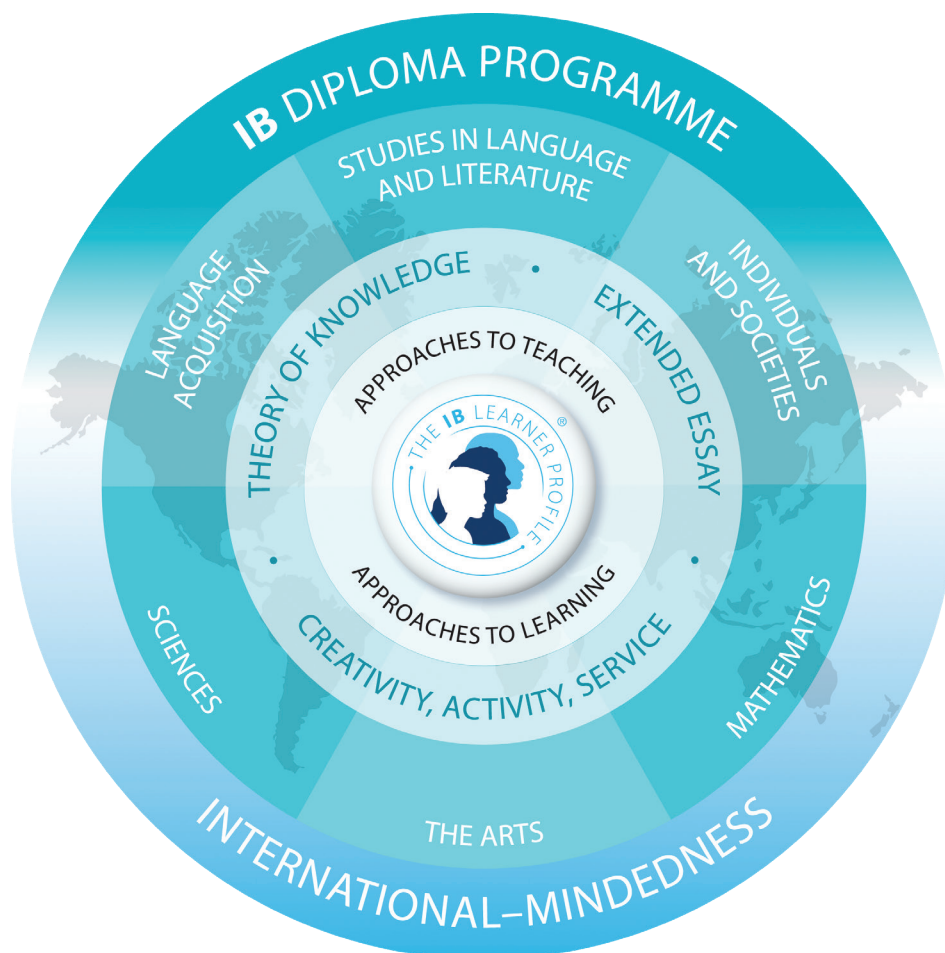 IB DIPLOMA PROGRAMME
STUDIES IN LANGUAGE
AND LITERATURE
LANGUAGE
ACQUISITION
INDIVIDUALS
AND SOCIETIES
THEORY OF KNOWLEDGE
•
EXTENDED ESSAY
APPROACHES TO TEACHING
• THE IB LEARNER PROFILE •
®
APPROACHES TO LEARNING
•
CREATIVITY, ACTIVITY, SERVICE
•
SCIENCES
MATHEMATICS
THE ARTS
INTERNATIONAL–MINDEDNESS